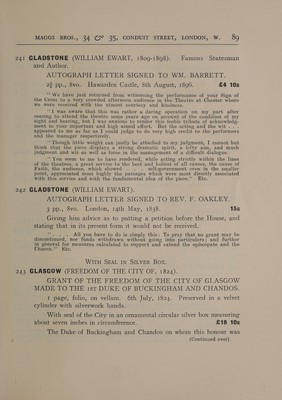 MAGGS BROS., 34 & 35, CONDUIT STREET, LONDON, W. 89
241 GLADSTONE (WILLIAM EWART, 1809-1898). Famous Statesman
and Author.
AUTOGRAPH LETTER SIGNED TO WM. BARRETT.
2¾ pp., 8vo. Hawarden Castle, 8th August, 1896. £4 10s
"We have just returned from witnessing the performance of your Sign of
the Cross to a very crowded afternoon audience in the Theatre at Chester where
we were received with the utmost courtesy and kindness.
"I was aware that this was rather a daring operation on my part after
ceasing to attend the theatre some years ago on account of the condition of my
sight and hearing, but I was anxious to render this feeble tribute of acknowledg-
ment to your important and high aimed effort. But the acting and the wit . . .
appeared to me as far as I could judge to do very high credit to the performers
and the manager respectively.
"Though little weight can justly be attached to my judgment, I cannot but
think that the piece displays a strong dramatic spirit, a lofty aim, and much
judgment and wit as well as force in the management of a difficult dialogue.
"You seem to me to have rendered, while acting strictly within the lines
of the theatres, a great service to the best and holiest of all causes, the cause of
Faith, the audience, which showed . . . by good government even in the smaller
point, appreciated most highly the passages which were most directly associated
with this service and with the fundamental idea of the piece." Etc.
242 GLADSTONE (WILLIAM EWART).
AUTOGRAPH LETTER SIGNED TO REV. F. OAKLEY.
3 pp., 8vo. London, 14th May, 1838. 15s
Giving him advice as to putting a petition before the House, and
stating that in its present form it would not be received.
". . . . All you have to do is simply this: To pray that no grant may be
discontinued, nor funds withdrawn without going into particulars; and further
in general for measures calculated to support and extend the episcopate and the
Church." Etc.
WITH SEAL IN SILVER BOX.
243 GLASGOW (FREEDOM OF THE CITY OF, 1824).
GRANT OF THE FREEDOM OF THE CITY OF GLASGOW
MADE TO THE 1ST DUKE OF BUCKINGHAM AND CHANDOS.
1 page, folio, on vellum. 6th July, 1824. Preserved in a velvet
cylinder with silverwork bands.
With seal of the City in an ornamental circular silver box measuring
about seven inches in circumference. £18 10s
The Duke of Buckingham and Chandos on whom this honour was
(Continued over)